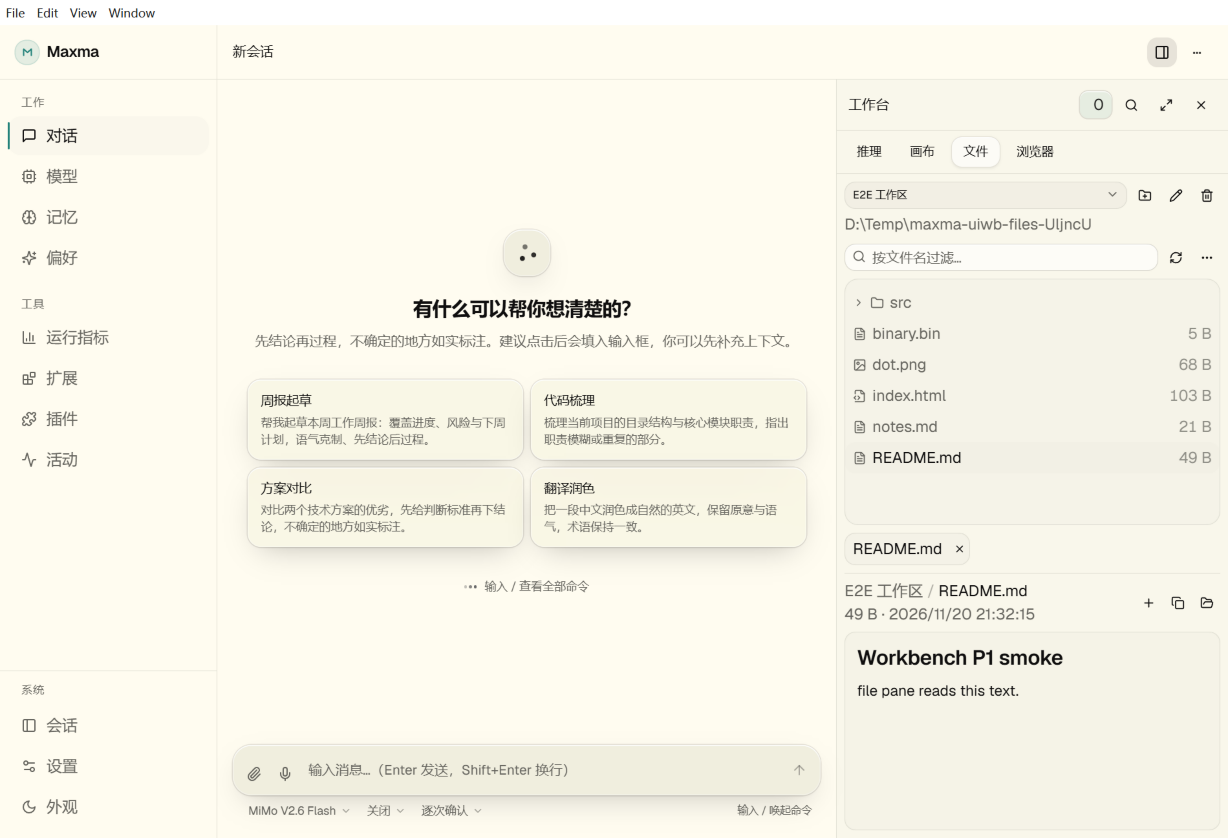 File Edit View Window
M Maxma
新会话
工作
对话
模型
记忆
偏好
工具
运行指标
扩展
插件
活动
系统
会话
设置
外观
有什么可以帮你想清楚的?
先结论再过程，不确定的地方如实标注。建议点击后会填入输入框，你可以先补充上下文。
周报起草
帮我起草本周工作周报：覆盖进度、风险与下周
计划，语气克制、先结论后过程。
代码梳理
梳理当前项目的目录结构与核心模块职责，指出
职责模糊或重复的部分。
方案对比
对比两个技术方案的优劣，先给判断标准再下结
论，不确定的地方如实标注。
翻译润色
把一段中文润色成自然的英文，保留原意与语
气，术语保持一致。
输入 / 查看全部命令
输入消息...（Enter 发送，Shift+Enter 换行）
MiMo V2.6 Flash 关闭 逐次确认 输入 / 唤起命令
工作台 0
推理 画布 文件 浏览器
E2E 工作区
D:\Temp\maxma-uiwb-files-UljncU
按文件名过滤...
src
binary.bin 5 B
dot.png 68 B
index.html 103 B
notes.md 21 B
README.md 49 B
README.md ×
E2E 工作区 / README.md
49 B · 2026/11/20 21:32:15
Workbench P1 smoke
file pane reads this text.